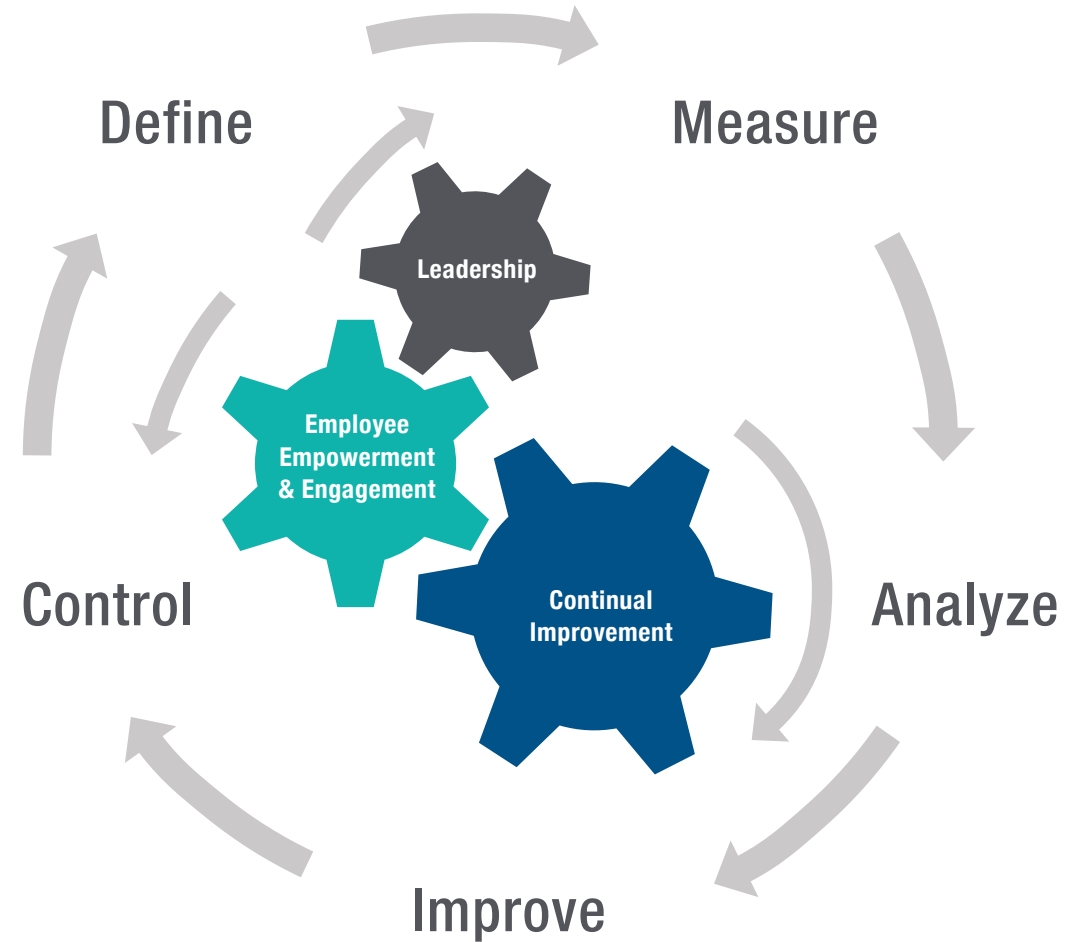 Define
Measure
Leadership
Employee
Empowerment
& Engagement
Continual
Improvement
Control
Analyze
Improve